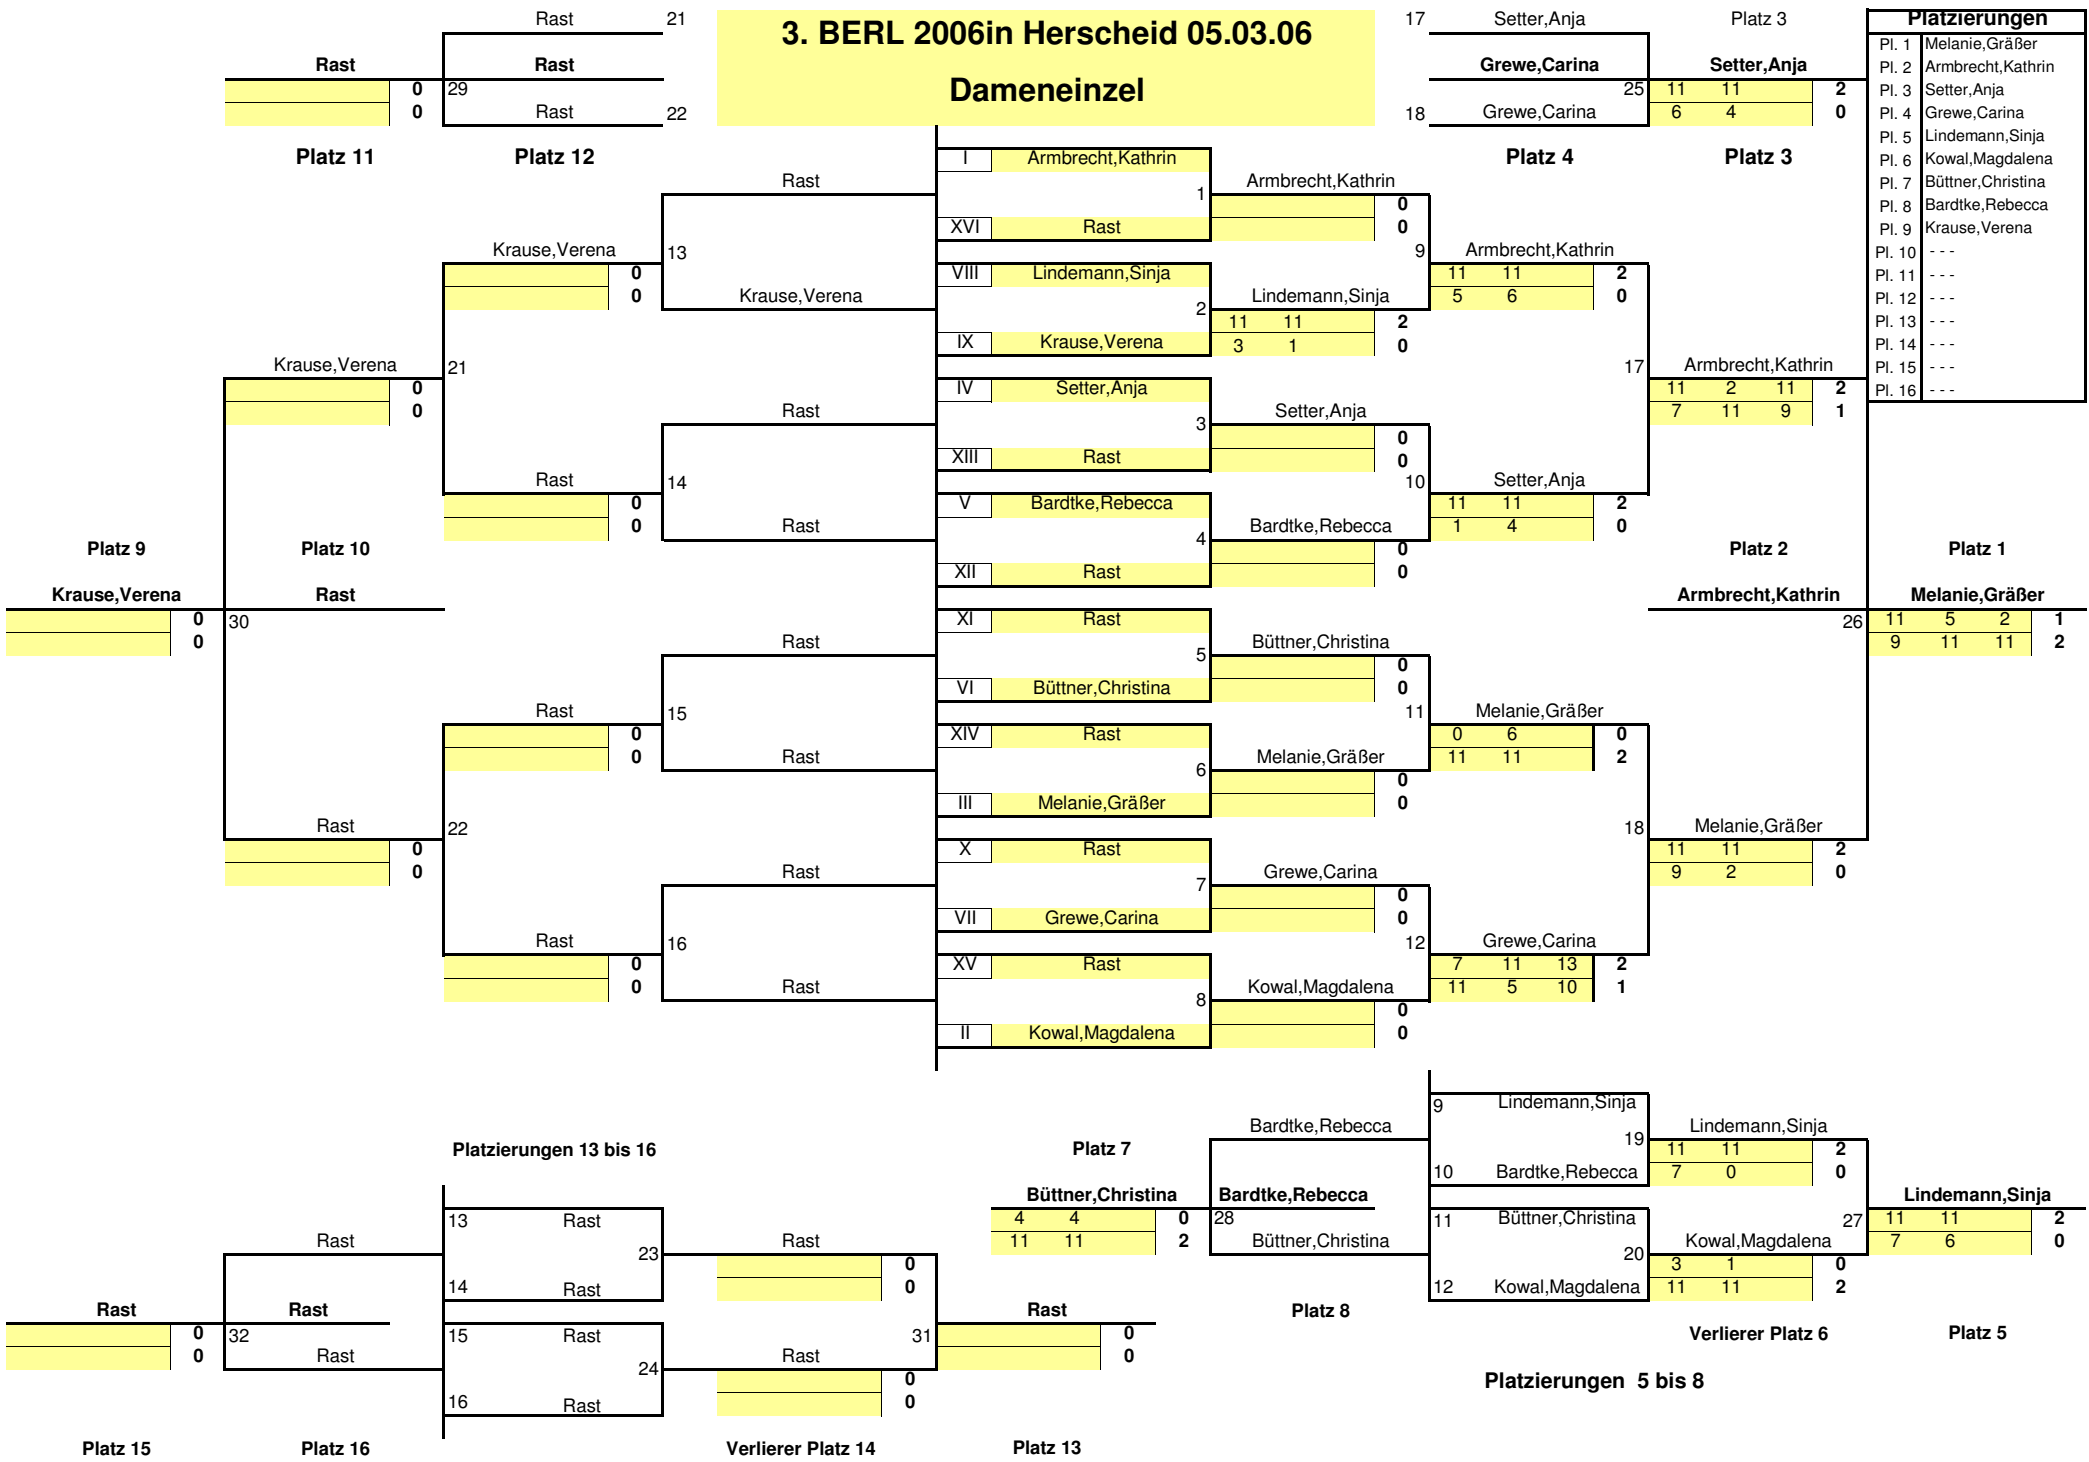 3. BERL 2006in Herscheid 05.03.06
Dameneinzel
Rast 21
Rast Rast
0 29
0 Rast 22
Platz 11 Platz 12
17 Setter,Anja Platz 3
Grewe,Carina Setter,Anja
25 11 11 2
18 Grewe,Carina 6 4 0
Platz 4 Platz 3
Platzierungen
Pl. 1 Melanie,Gräßer
Pl. 2 Armbrecht,Kathrin
Pl. 3 Setter,Anja
Pl. 4 Grewe,Carina
Pl. 5 Lindemann,Sinja
Pl. 6 Kowal,Magdalena
Pl. 7 Büttner,Christina
Pl. 8 Bardtke,Rebecca
Pl. 9 Krause,Verena
Pl. 10 - - -
Pl. 11 - - -
Pl. 12 - - -
Pl. 13 - - -
Pl. 14 - - -
Pl. 15 - - -
Pl. 16 - - -
I Armbrecht,Kathrin
Rast 1 Armbrecht,Kathrin
0
XVI Rast 0
Krause,Verena 13 9 Armbrecht,Kathrin
0 VIII Lindemann,Sinja 11 11 2
0 Krause,Verena 2 Lindemann,Sinja 5 6 0
11 11 2
IX Krause,Verena 3 1 0
Krause,Verena 21 17 Armbrecht,Kathrin
0 IV Setter,Anja 11 2 11 2
0 Rast 3 Setter,Anja 7 11 9 1
0
XIII Rast 0
Rast 14 10 Setter,Anja
0 V Bardtke,Rebecca 11 11 2
0 Rast 4 Bardtke,Rebecca 1 4 0
Platz 9 Platz 10 0 Platz 2 Platz 1
XII Rast 0
Krause,Verena Rast Armbrecht,Kathrin Melanie,Gräßer
0 30 XI Rast 26 11 5 2 1
0 Rast 5 Büttner,Christina 9 11 11 2
0
VI Büttner,Christina 0
Rast 15 11 Melanie,Gräßer
0 XIV Rast 0 6 0
0 Rast 6 Melanie,Gräßer 11 11 2
0
III Melanie,Gräßer 0
Rast 22 18 Melanie,Gräßer
0 X Rast 11 11 2
0 Rast 7 Grewe,Carina 9 2 0
0
VII Grewe,Carina 0
Rast 16 12 Grewe,Carina
0 XV Rast 7 11 13 2
0 Rast 8 Kowal,Magdalena 11 5 10 1
0
II Kowal,Magdalena 0
9 Lindemann,Sinja
Bardtke,Rebecca 19 Lindemann,Sinja
Platzierungen 13 bis 16 Platz 7 11 11 2
10 Bardtke,Rebecca 7 0 0
Büttner,Christina Bardtke,Rebecca Lindemann,Sinja
13 Rast 4 4 0 28 11 Büttner,Christina 27 11 11 2
Rast 23 Rast 11 11 2 Büttner,Christina 20 Kowal,Magdalena 7 6 0
0 3 1 0
14 Rast 0 12 Kowal,Magdalena 11 11 2
Rast Rast Rast Platz 8
0 32 15 Rast 31 0 Verlierer Platz 6 Platz 5
0 Rast 24 Rast 0
0 Platzierungen 5 bis 8
16 Rast 0
Platz 15 Platz 16 Verlierer Platz 14 Platz 13